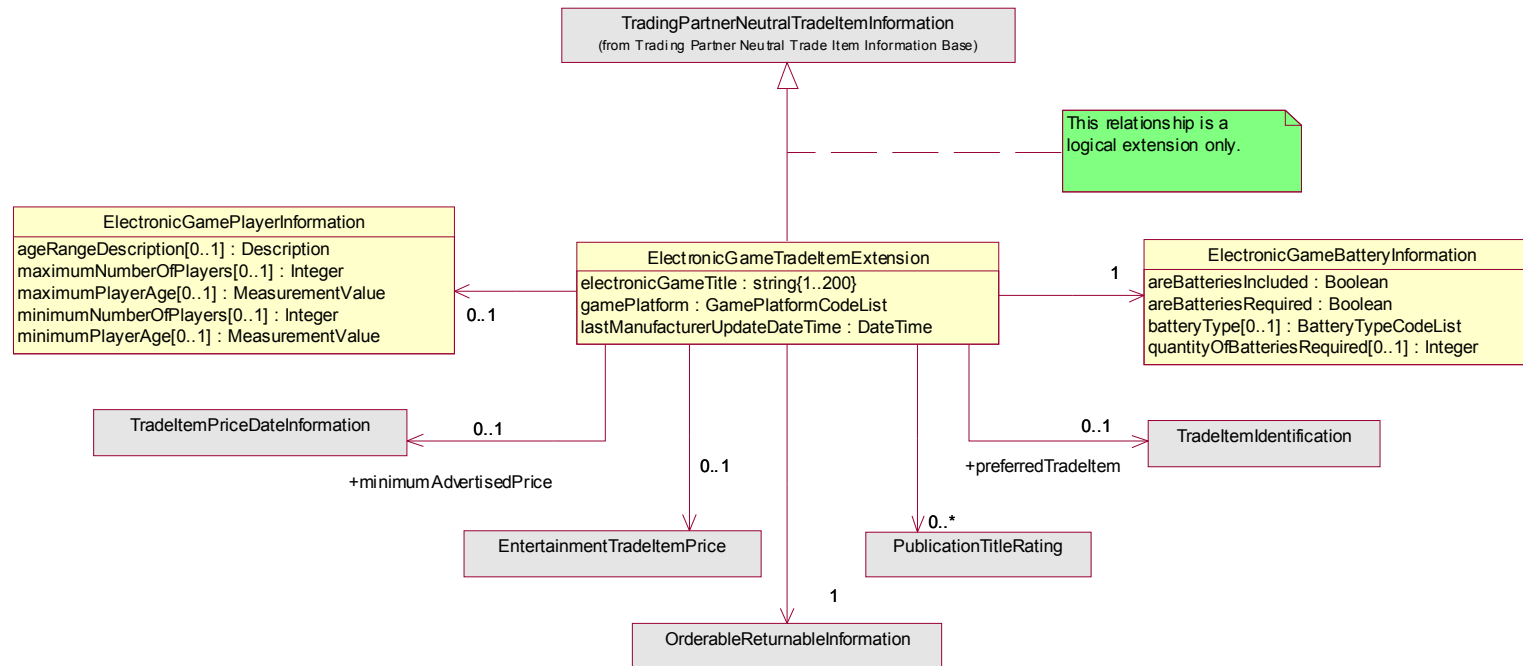 TradingPartnerNeutralTradeItemInformation
(from Trading Partner Neutral Trade Item Information Base)
This relationship is a
logical extension only.
ElectronicGamePlayerInformation
ageRangeDescription[0..1] : Description
maximumNumberOfPlayers[0..1] : Integer
maximumPlayerAge[0..1] : MeasurementValue
minimumNumberOfPlayers[0..1] : Integer
minimumPlayerAge[0..1] : MeasurementValue
0..1
ElectronicGameTradeItemExtension
electronicGameTitle : string{1..200}
gamePlatform : GamePlatformCodeList
lastManufacturerUpdateDateTime : DateTime
1
ElectronicGameBatteryInformation
areBatteriesIncluded : Boolean
areBatteriesRequired : Boolean
batteryType[0..1] : BatteryTypeCodeList
quantityOfBatteriesRequired[0..1] : Integer
TradeItemPriceDateInformation
0..1
+minimumAdvertisedPrice
0..1
EntertainmentTradeItemPrice
1
OrderableReturnableInformation
0..*
PublicationTitleRating
0..1
+preferredTradeItem
TradeItemIdentification